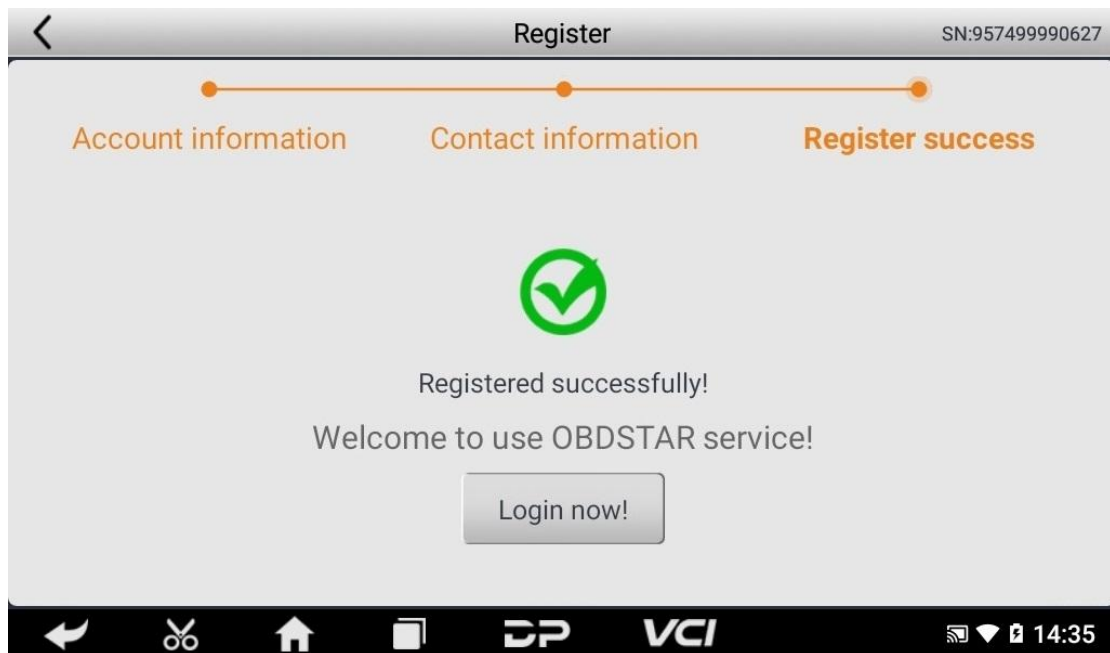 Register
SN:957499990627
Account information
Contact information
Register success
Registered successfully!
Welcome to use OBDSTAR service!
Login now!
DP
VCI
14:35